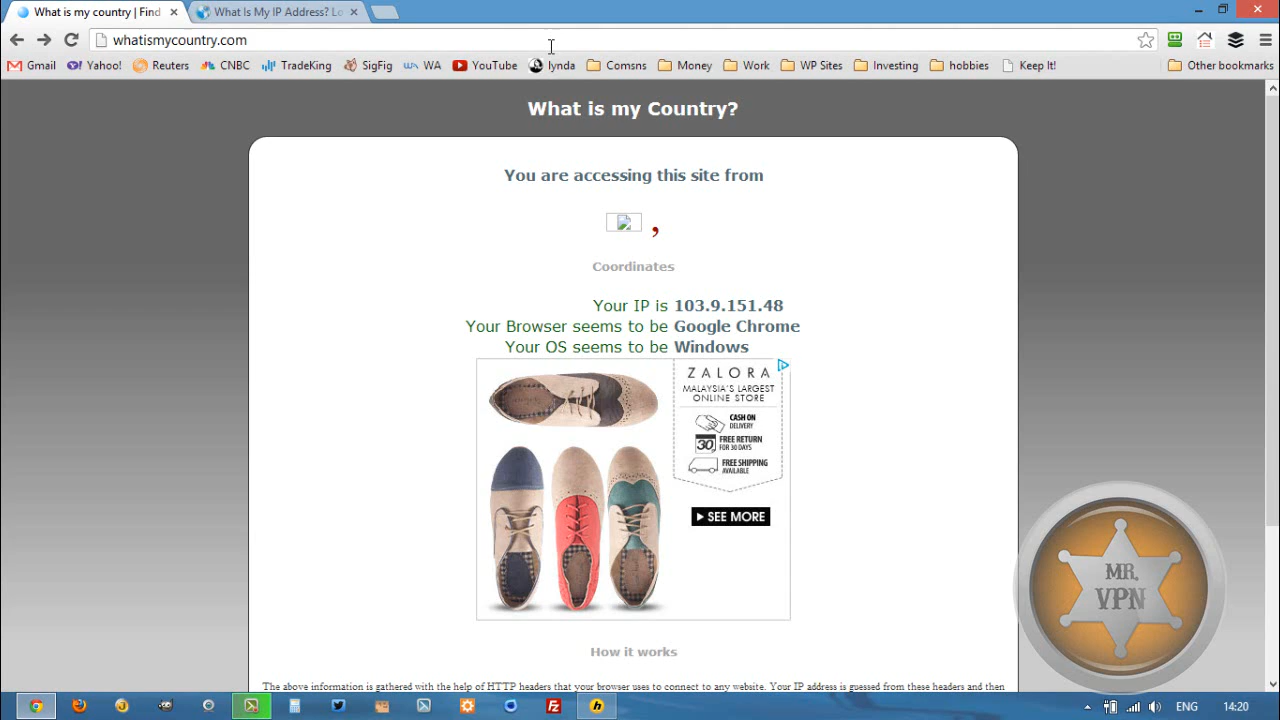 What is my country | Find
What Is My IP Address? Lo
whatismycountry.com
Gmail Yahoo! Reuters CNBC TradeKing SigFig WA YouTube lynda Comsns Money Work WP Sites Investing hobbies Keep It! Other bookmarks
What is my Country?
You are accessing this site from
,
Coordinates
Your IP is 103.9.151.48
Your Browser seems to be Google Chrome
Your OS seems to be Windows
ZALORA
MALAYSIA'S LARGEST
ONLINE STORE
CASH ON
DELIVERY
30
FREE RETURN
FOR 30 DAYS
FREE SHIPPING
AVAILABLE
SEE MORE
MR.
VPN
How it works
The above information is gathered with the help of HTTP headers that your browser uses to connect to any website. Your IP address is guessed from these headers and then
ENG 14:20